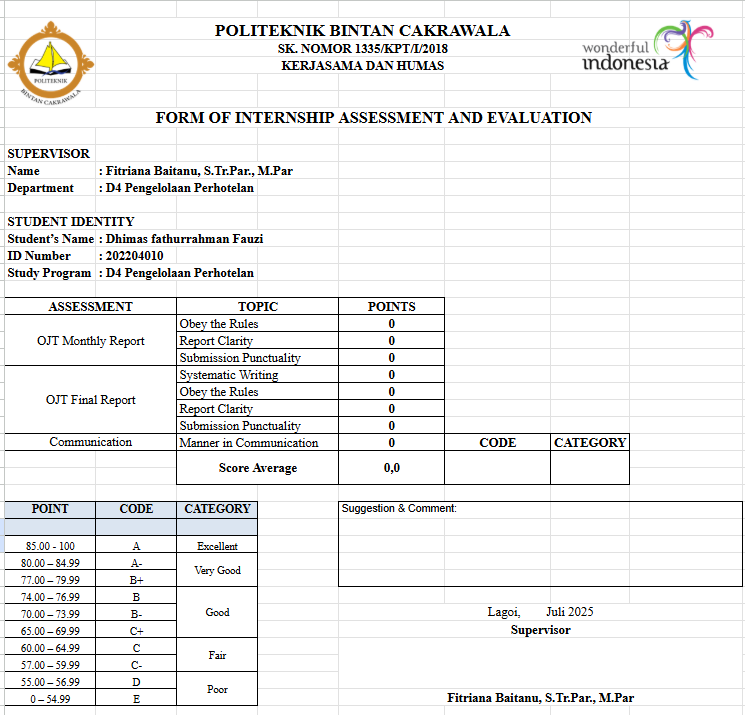 POLITEKNIK BINTAN CAKRAWALA
SK. NOMOR 1335/KPT/I/2018
KERJASAMA DAN HUMAS
POLITEKNIK
BINTAN CAKRAWALA
wonderful
indonesia
FORM OF INTERNSHIP ASSESSMENT AND EVALUATION
SUPERVISOR
Name : Fitriana Baitanu, S.Tr.Par., M.Par
Department : D4 Pengelolaan Perhotelan
STUDENT IDENTITY
Student’s Name : Dhimas fathurrahman Fauzi
ID Number : 202204010
Study Program : D4 Pengelolaan Perhotelan
ASSESSMENT TOPIC POINTS
OJT Monthly Report
Obey the Rules 0
Report Clarity 0
Submission Punctuality 0
OJT Final Report
Systematic Writing 0
Obey the Rules 0
Report Clarity 0
Submission Punctuality 0
Communication Manner in Communication 0 CODE CATEGORY
Score Average 0,0
POINT CODE CATEGORY
85.00 - 100 A Excellent
80.00 – 84.99 A-
Very Good
77.00 – 79.99 B+
74.00 – 76.99 B
70.00 – 73.99 B- Good
65.00 – 69.99 C+
60.00 – 64.99 C
Fair
57.00 – 59.99 C-
55.00 – 56.99 D
Poor
0 – 54.99 E
Suggestion & Comment:
Lagoi, Juli 2025
Supervisor
Fitriana Baitanu, S.Tr.Par., M.Par